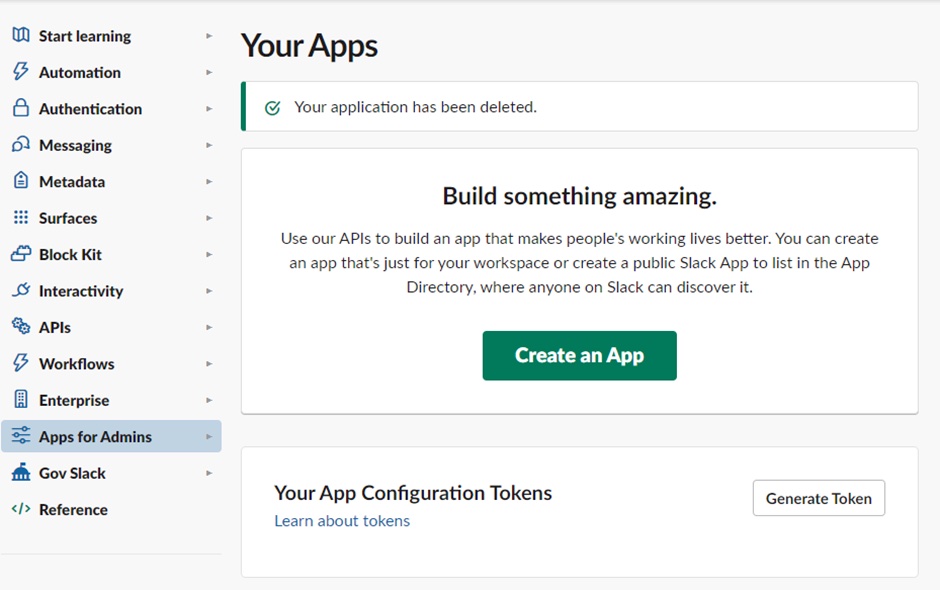 Start learning
Automation
Authentication
Messaging
Metadata
Surfaces
Block Kit
Interactivity
APIs
Workflows
Enterprise
Apps for Admins
Gov Slack
Reference
Your Apps
Your application has been deleted.
Build something amazing.
Use our APIs to build an app that makes people's working lives better. You can create
an app that's just for your workspace or create a public Slack App to list in the App
Directory, where anyone on Slack can discover it.
Create an App
Your App Configuration Tokens
Learn about tokens
Generate Token